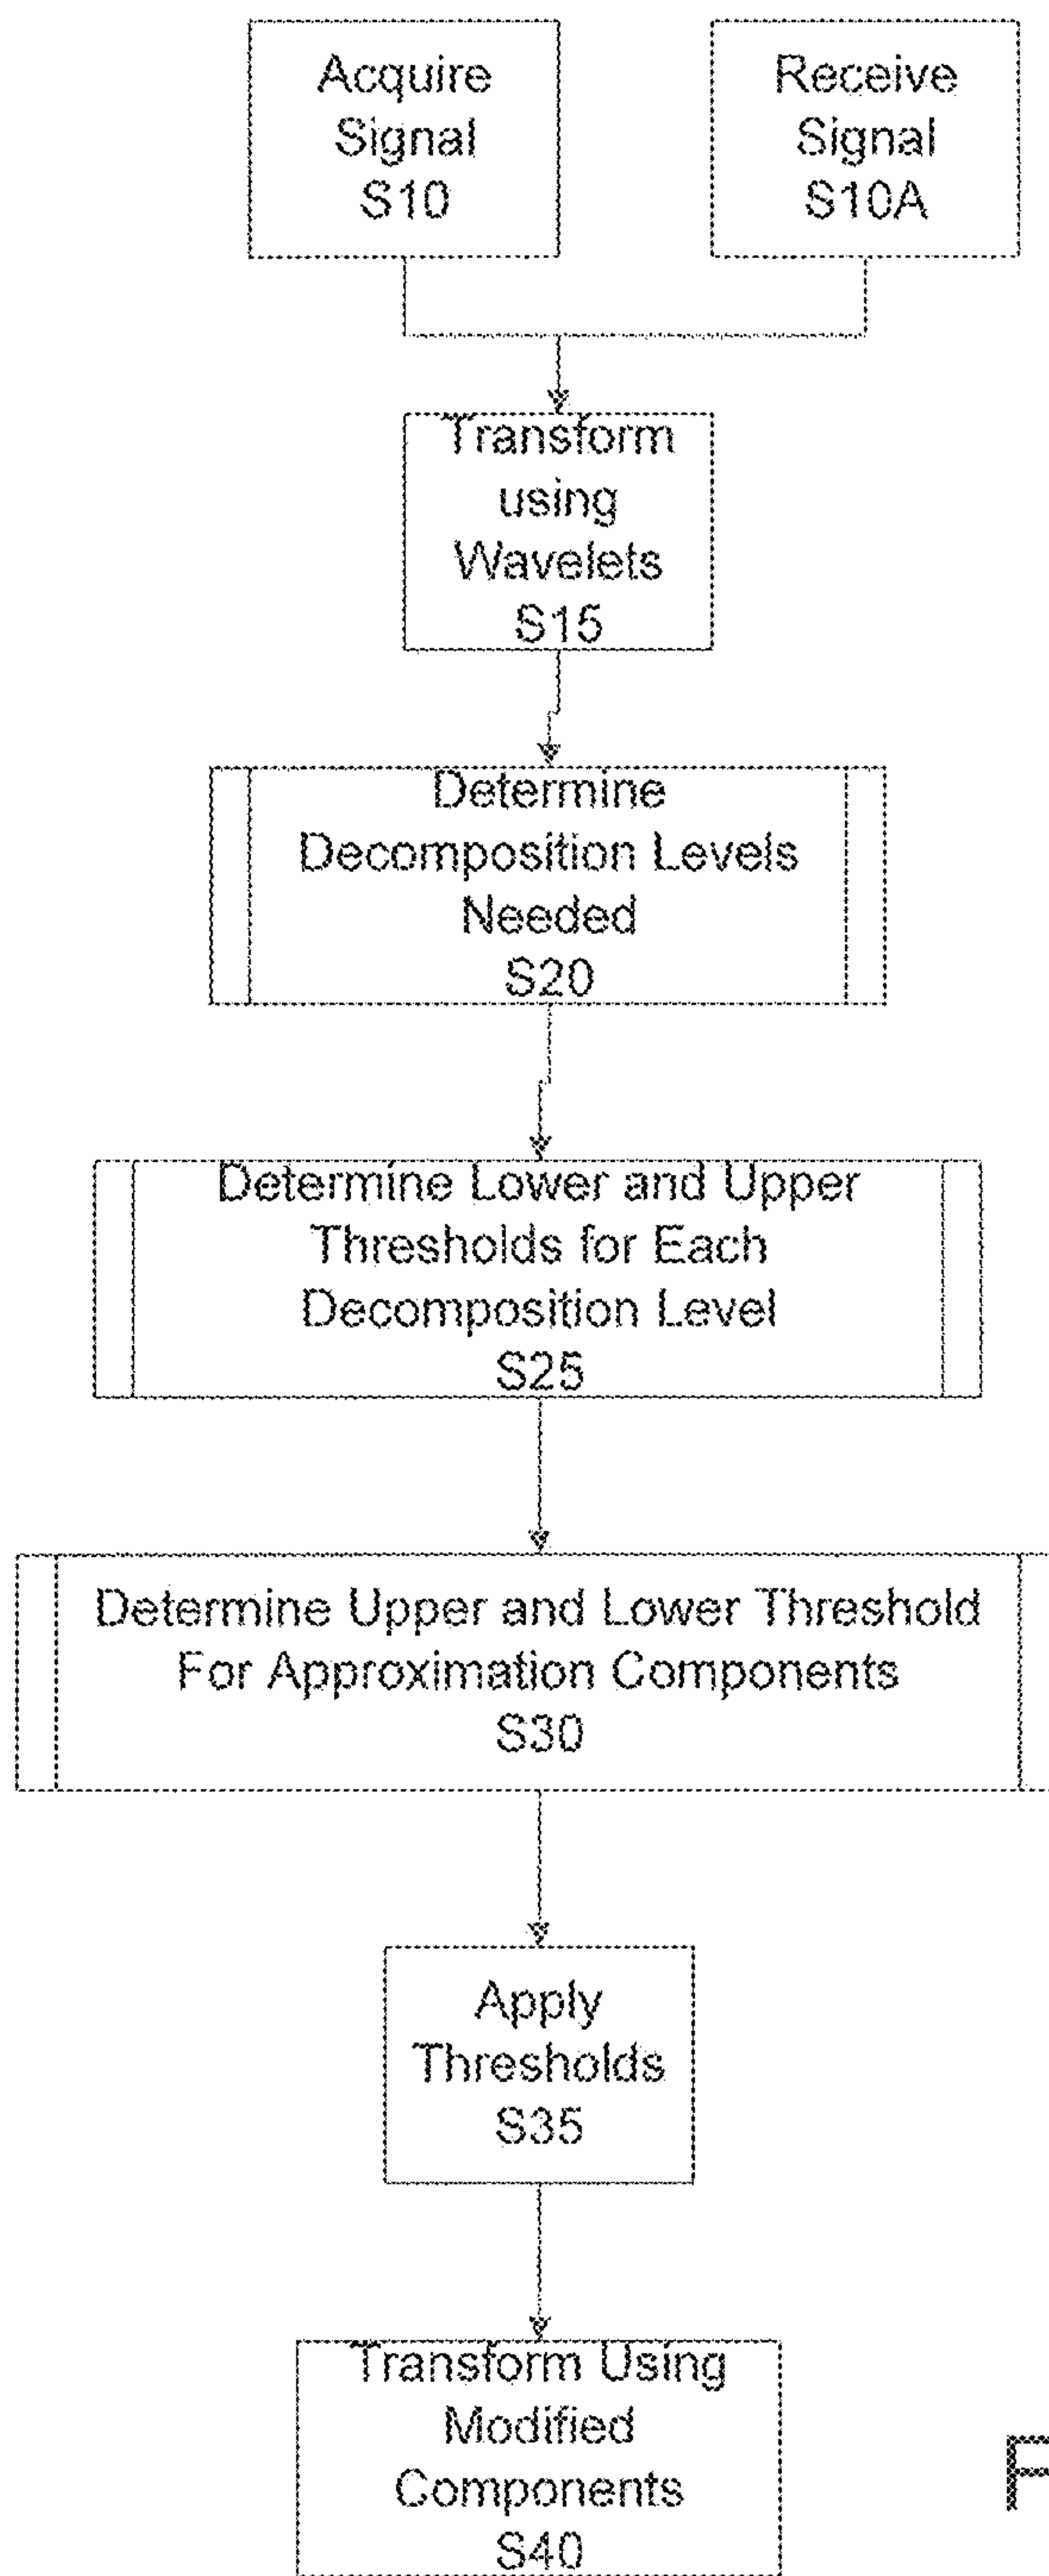 Acquire
Signal
S10
Receive
Signal
S10A
Transform
using
Wavelets
S15
Determine
Decomposition Levels
Needed
S20
Determine Lower and Upper
Thresholds for Each
Decomposition Level
S25
Determine Upper and Lower Threshold
For Approximation Components
S30
Apply
Thresholds
S35
Transform Using
Modified
Components
S40
F